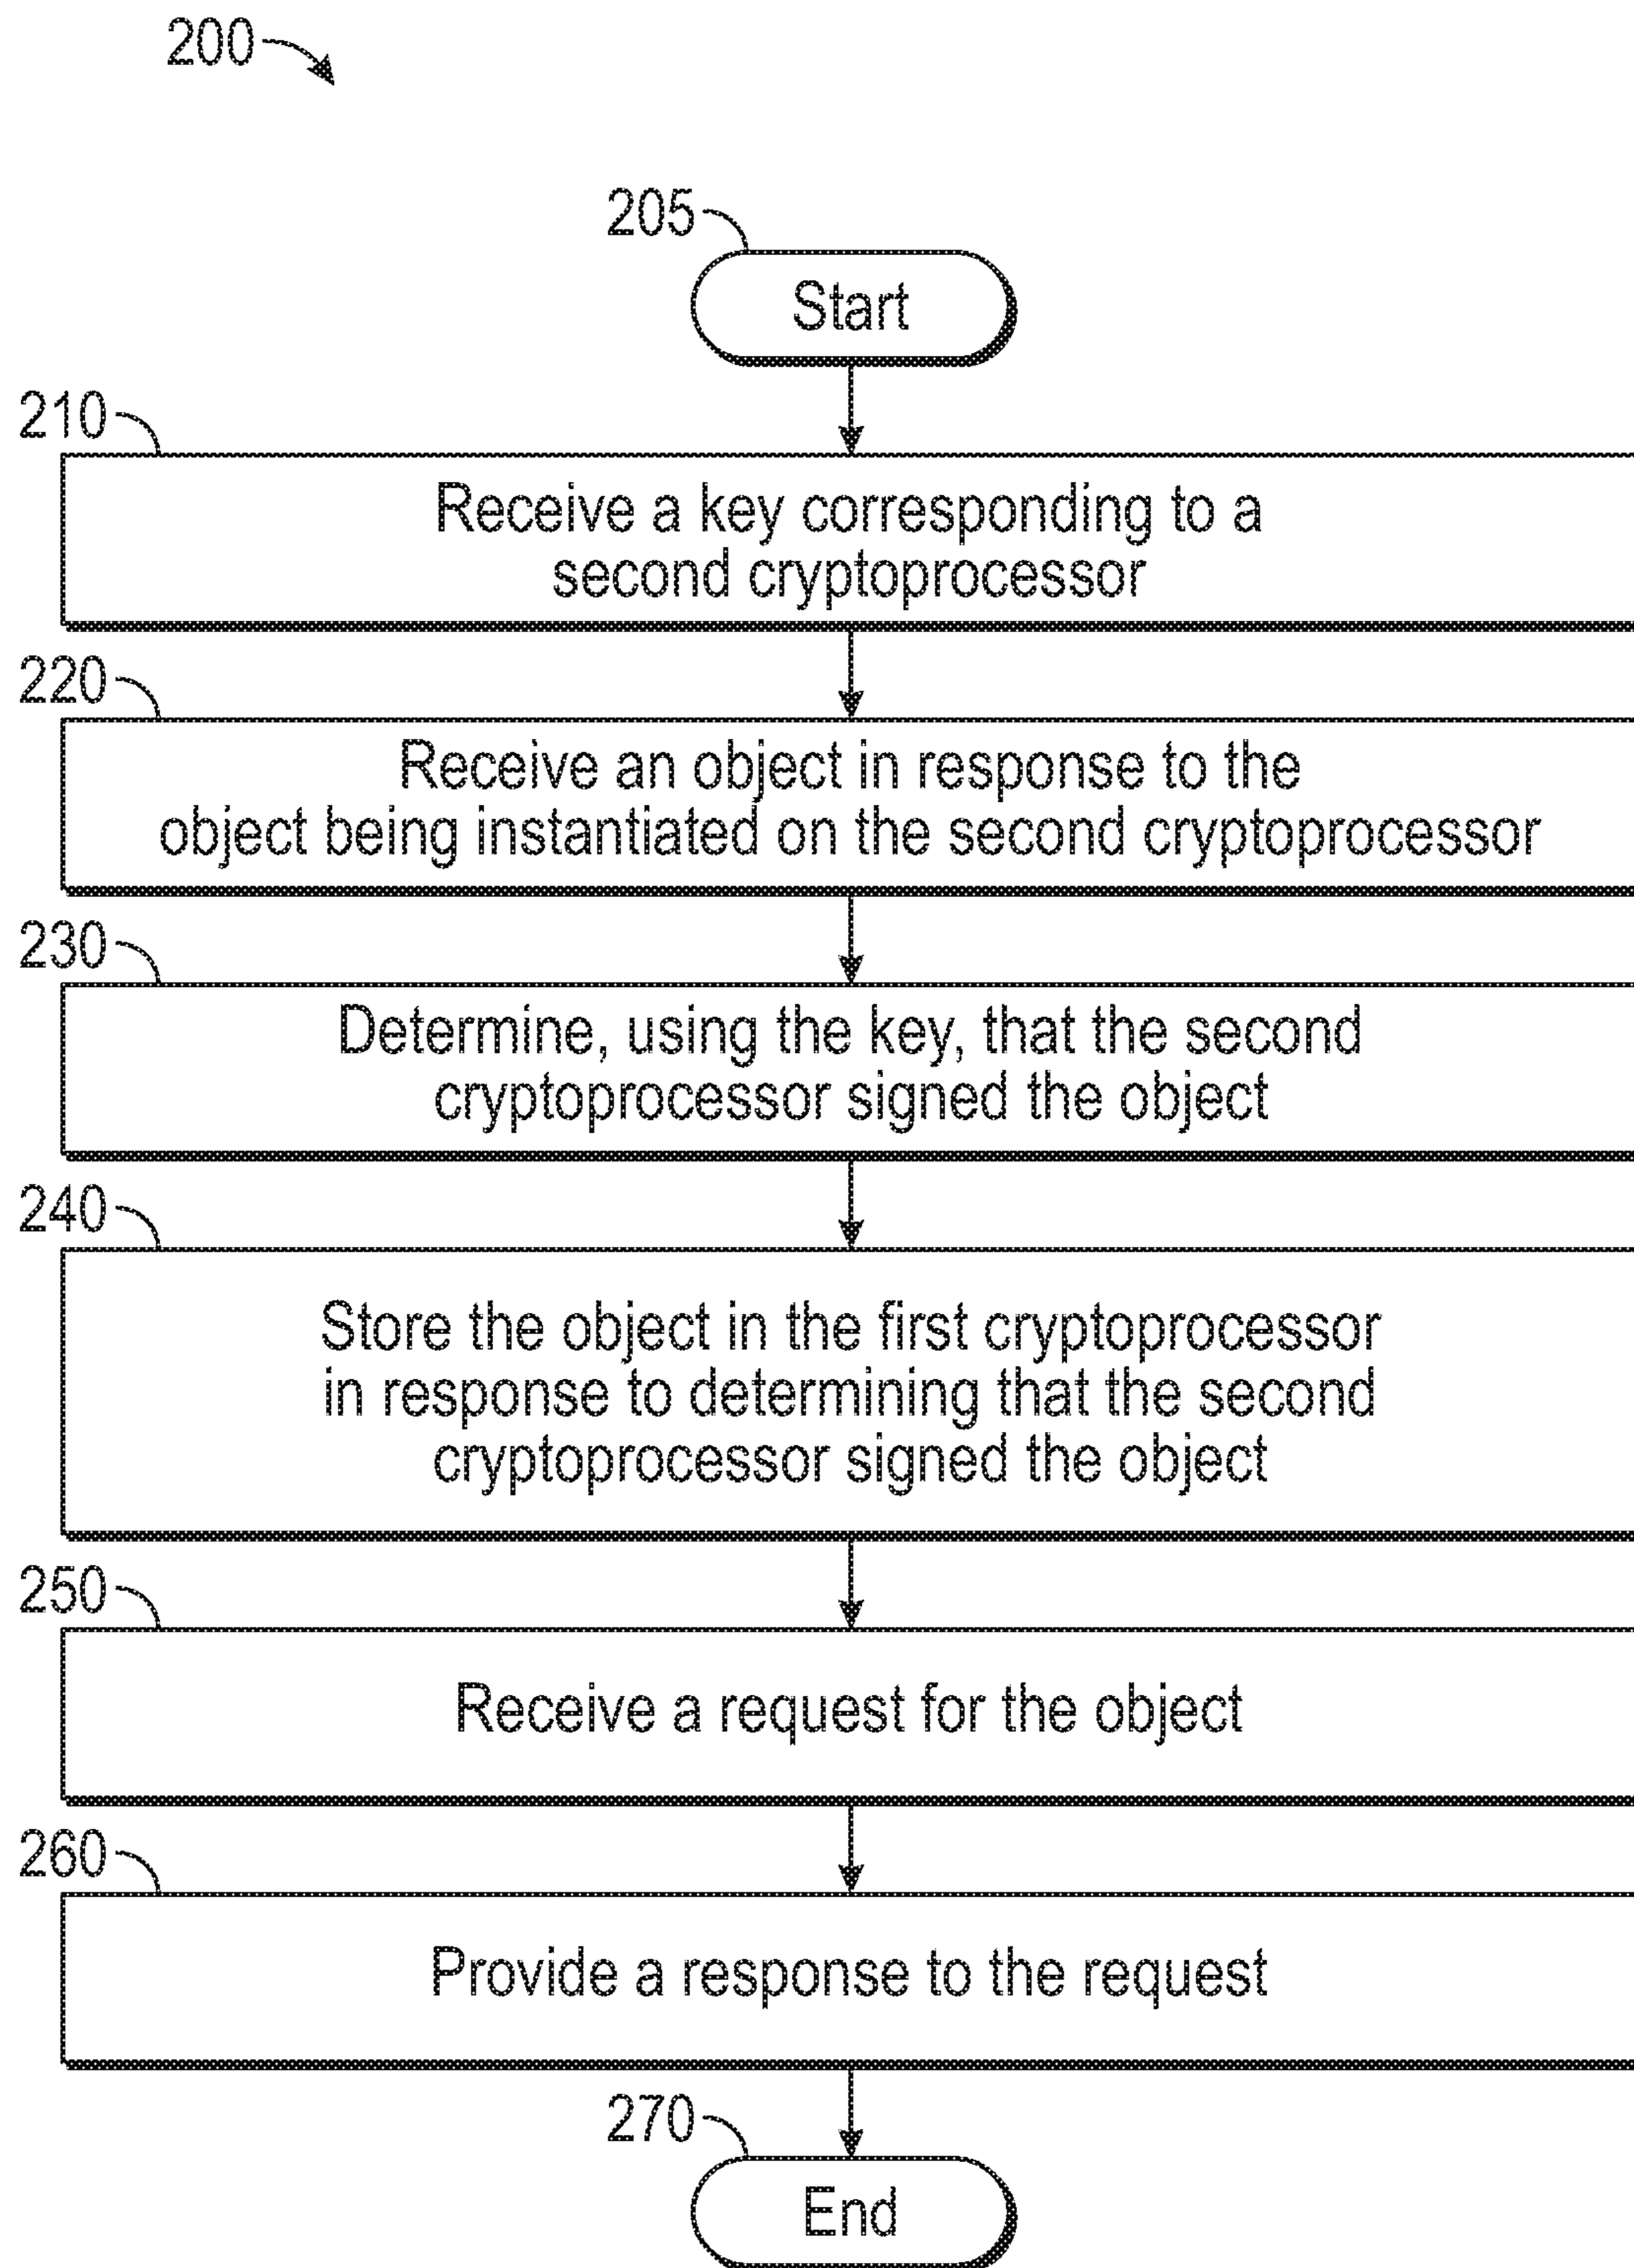 200
205
Start
210
Receive a key corresponding to a
second cryptoprocessor
220
Receive an object in response to the
object being instantiated on the second cryptoprocessor
230
Determine, using the key, that the second
cryptoprocessor signed the object
240
Store the object in the first cryptoprocessor
in response to determining that the second
cryptoprocessor signed the object
250
Receive a request for the object
260
Provide a response to the request
270
End